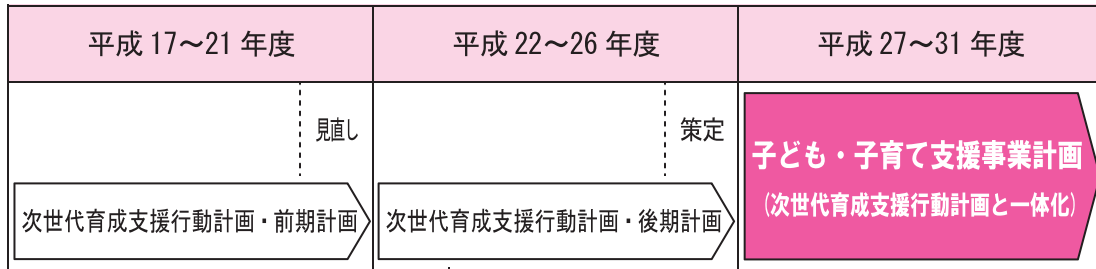 平成 17～21 年度
平成 22～26 年度
平成 27～31 年度
見直し
策定
子ども・子育て支援事業計画
(次世代育成支援行動計画と一体化)
次世代育成支援行動計画・前期計画
次世代育成支援行動計画・後期計画